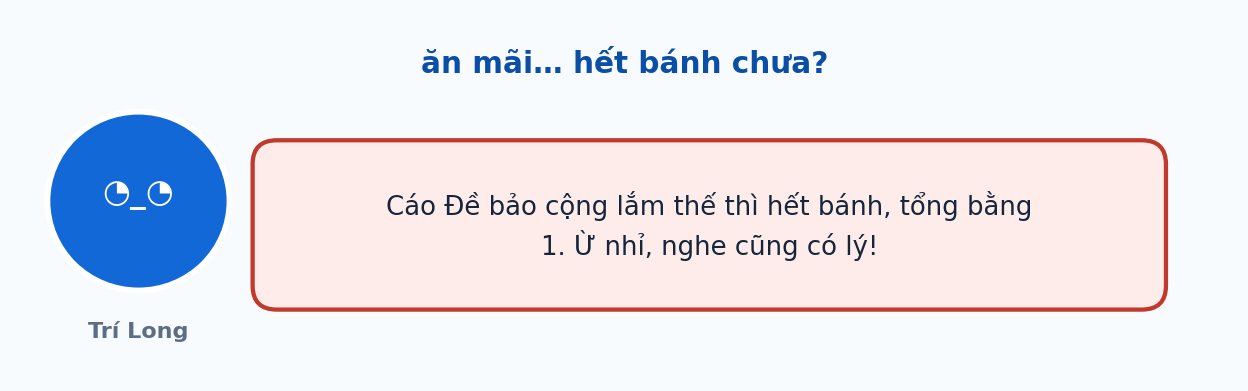 ăn mãi… hết bánh chưa?
◔_◔
Cáo Đề bảo cộng lắm thế thì hết bánh, tổng bằng
1. Ừ nhỉ, nghe cũng có lý!
Trí Long